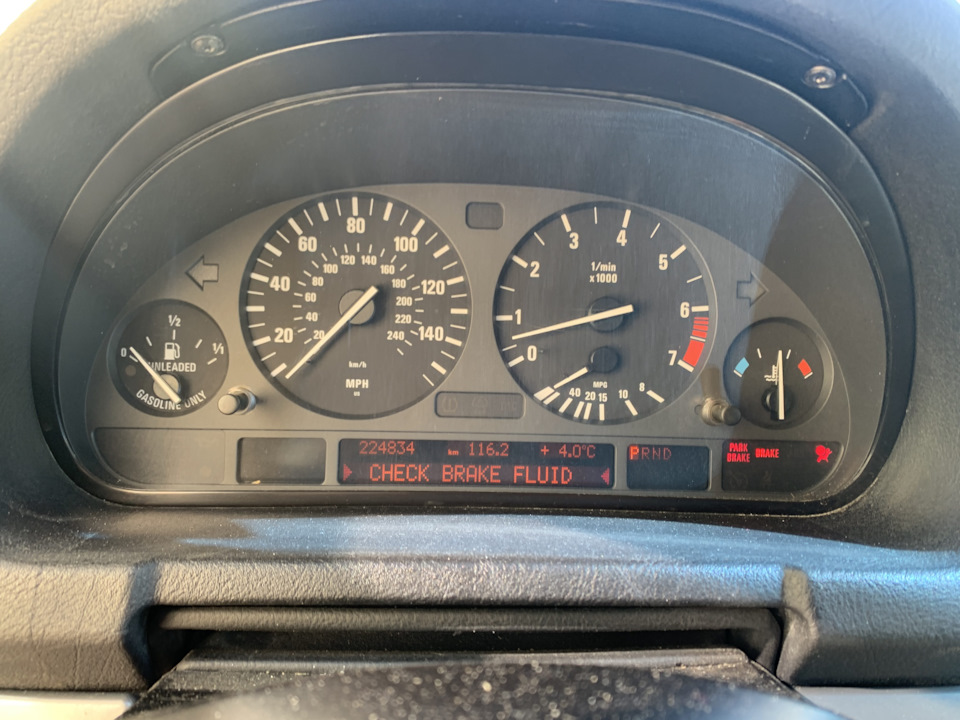 20
40
60
80
100
120
140
20
40
60
80
100
120
140
160
180
200
220
240
km/h
MPH
0
1
2
3
4
5
6
7
1/min
x1000
MPG
40 20 15 10 8
0
1/2
1/1
UNLEADED
GASOLINE ONLY
224834 km 116.2 + 4.0°C
CHECK BRAKE FLUID
PRND
PARK
BRAKE BRAKE